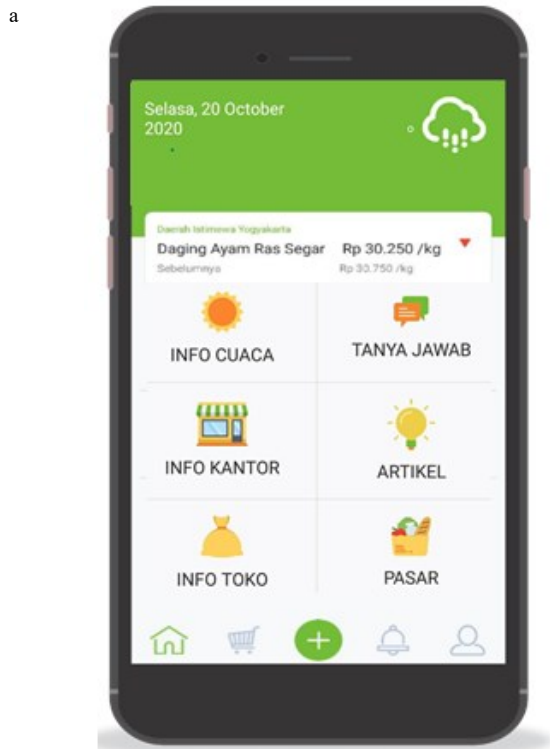 a
Selasa, 20 October
2020
Daerah Istimewa Yogyakarta
Daging Ayam Ras Segar Rp 30.250 /kg
Sebelumnya Rp 30.750 /kg
INFO CUACA
TANYA JAWAB
INFO KANTOR
ARTIKEL
INFO TOKO
PASAR